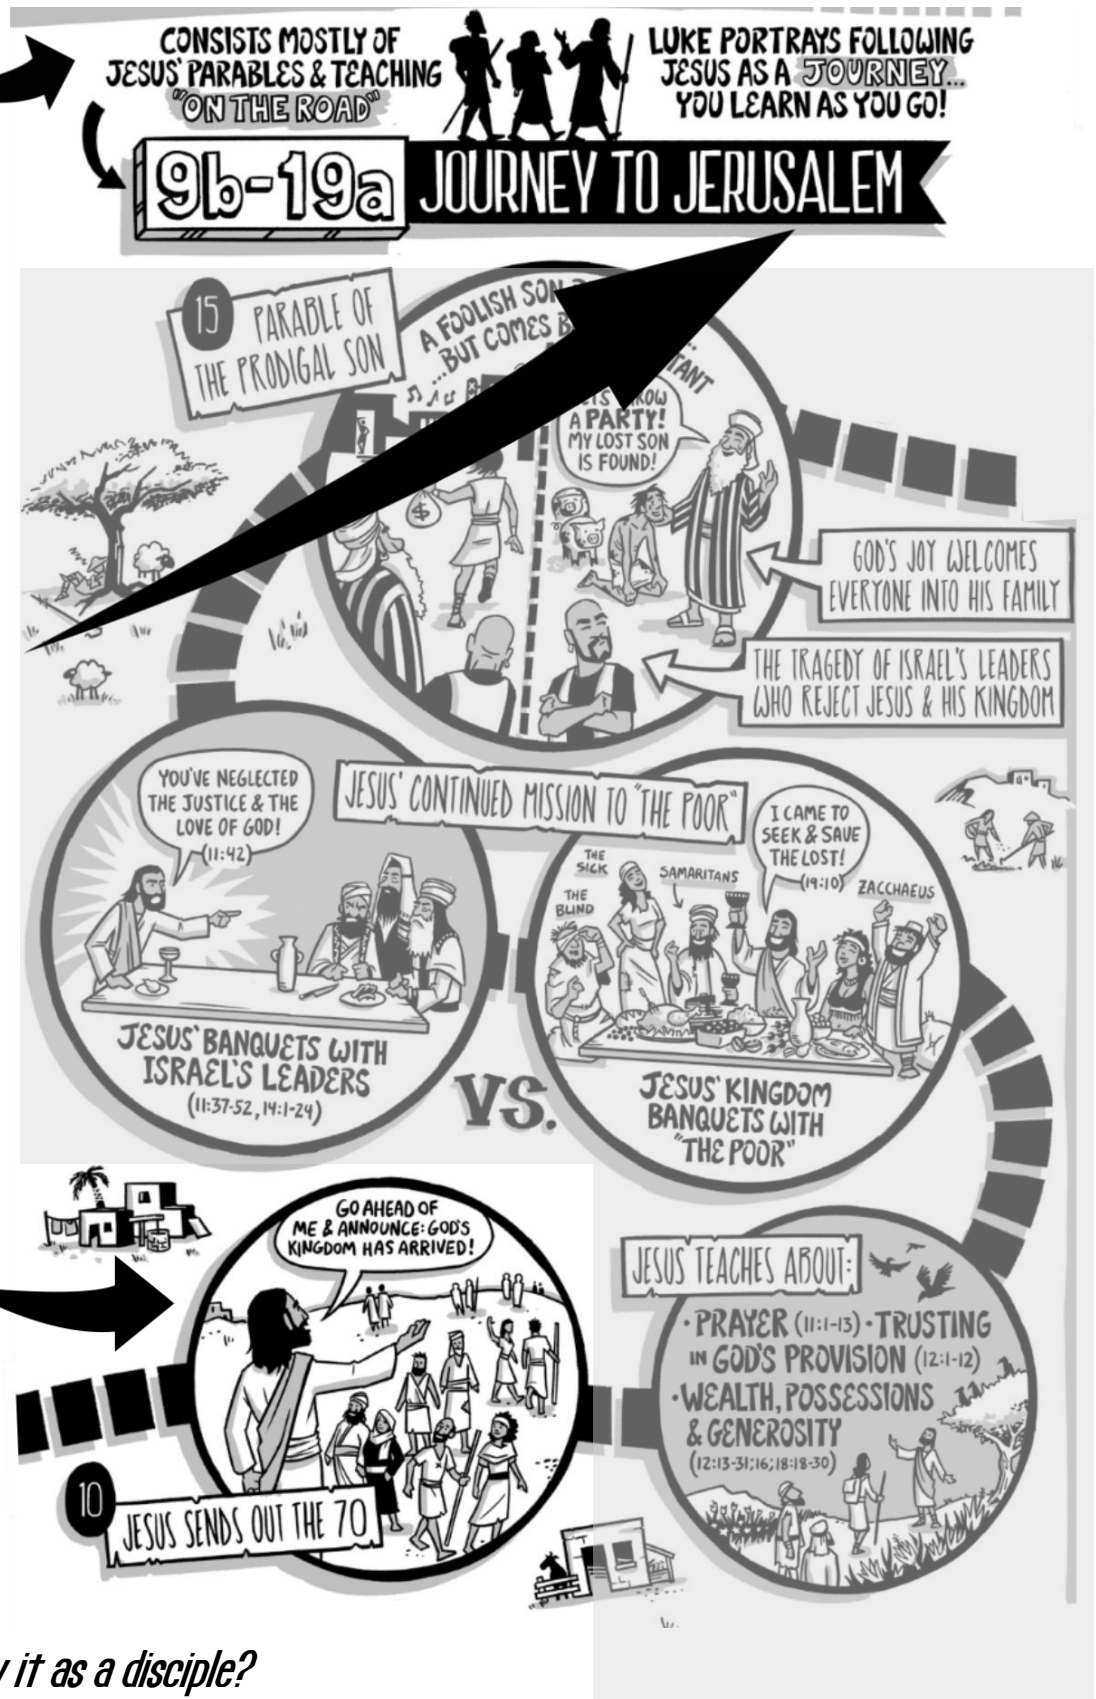 CONSISTS MOSTLY OF
JESUS' PARABLES & TEACHING
"ON THE ROAD"
LUKE PORTRAYS FOLLOWING
JESUS AS A JOURNEY...
YOU LEARN AS YOU GO!
9b-19a JOURNEY TO JERUSALEM
15 PARABLE OF
THE PRODIGAL SON
A FOOLISH SON
...BUT COMES
A PARTY!
MY LOST SON
IS FOUND!
$
GOD'S JOY WELCOMES
EVERYONE INTO HIS FAMILY
THE TRAGEDY OF ISRAEL'S LEADERS
WHO REJECT JESUS & HIS KINGDOM
JESUS' CONTINUED MISSION TO "THE POOR"
YOU'VE NEGLECTED
THE JUSTICE & THE
LOVE OF GOD!
(11:42)
JESUS' BANQUETS WITH
ISRAEL'S LEADERS
(11:37-52, 14:1-24)
VS.
THE
SICK
THE
BLIND
SAMARITANS
I CAME TO
SEEK & SAVE
THE LOST!
(19:10)
ZACCHAEUS
JESUS' KINGDOM
BANQUETS WITH
"THE POOR"
GO AHEAD OF
ME & ANNOUNCE: GOD'S
KINGDOM HAS ARRIVED!
10 JESUS SENDS OUT THE 70
JESUS TEACHES ABOUT:
• PRAYER (11:1-13) • TRUSTING
IN GOD'S PROVISION (12:1-12)
• WEALTH, POSSESSIONS
& GENEROSITY
(12:13-31; 16; 18:18-30)
it as a disciple?